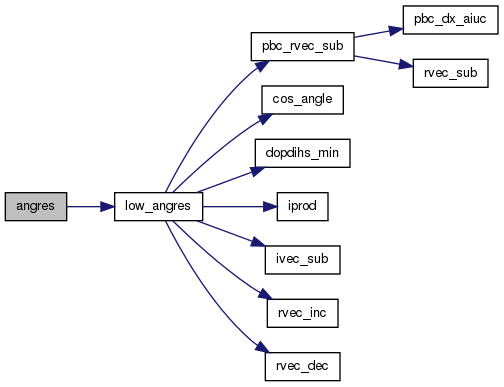 pbc_dx_aiuc
pbc_rvec_sub
rvec_sub
cos_angle
dopdihs_min
angres
low_angres
iprod
ivec_sub
rvec_inc
rvec_dec